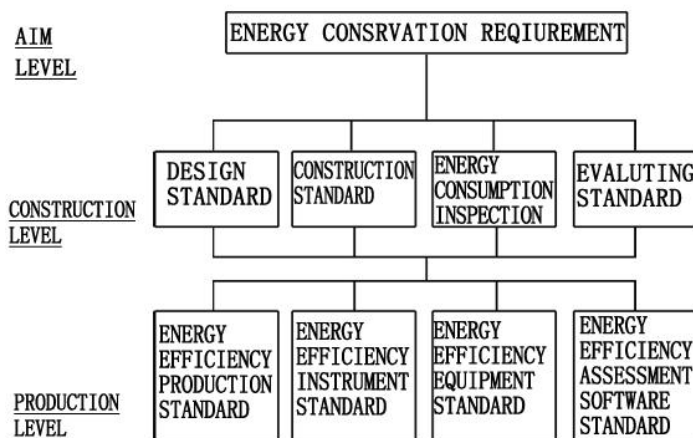 AIM
LEVEL
ENERGY CONSRVATION REQIUREMENT
DESIGN
STANDARD
CONSTRUCTION
STANDARD
ENERGY
CONSUMPTION
INSPECTION
EVALUTING
STANDARD
CONSTRUCTION
LEVEL
ENERGY
EFFICIENCY
PRODUCTION
STANDARD
ENERGY
EFFICIENCY
INSTRUMENT
STANDARD
ENERGY
EFFICIENCY
EQUIPMENT
STANDARD
ENERGY
EFFICIENCY
ASSESSMENT
SOFTWARE
STANDARD
PRODUCTION
LEVEL